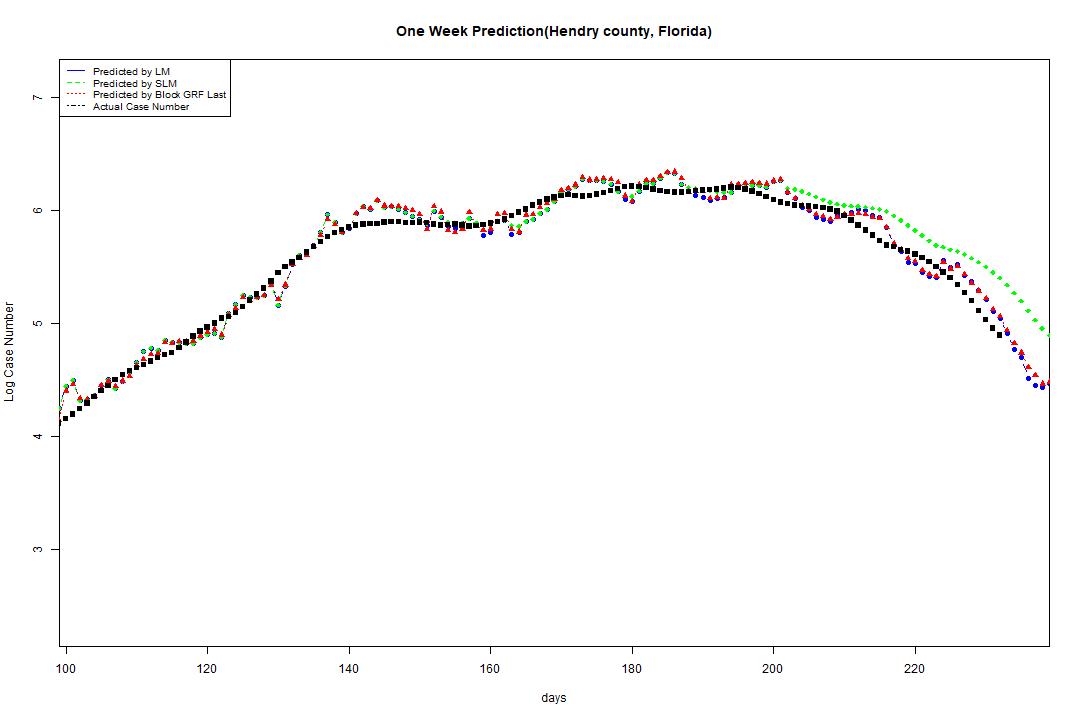 One Week Prediction(Hendry county, Florida)
Predicted by LM
Predicted by SLM
Predicted by Block GRF Last
Actual Case Number
7
6
5
4
3
Log Case Number
100 120 140 160 180 200 220
days